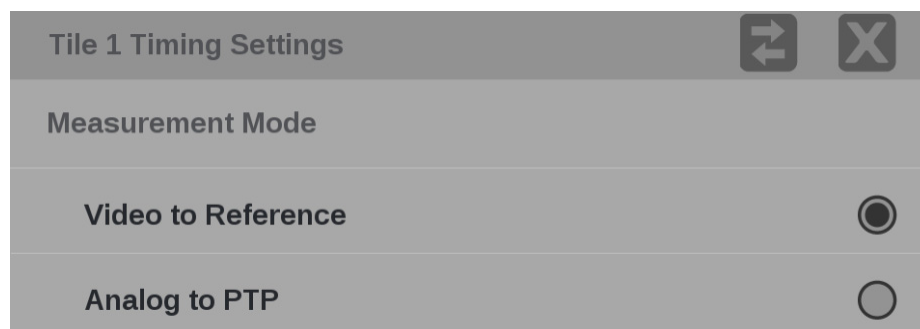 Tile 1 Timing Settings
Measurement Mode
Video to Reference
Analog to PTP